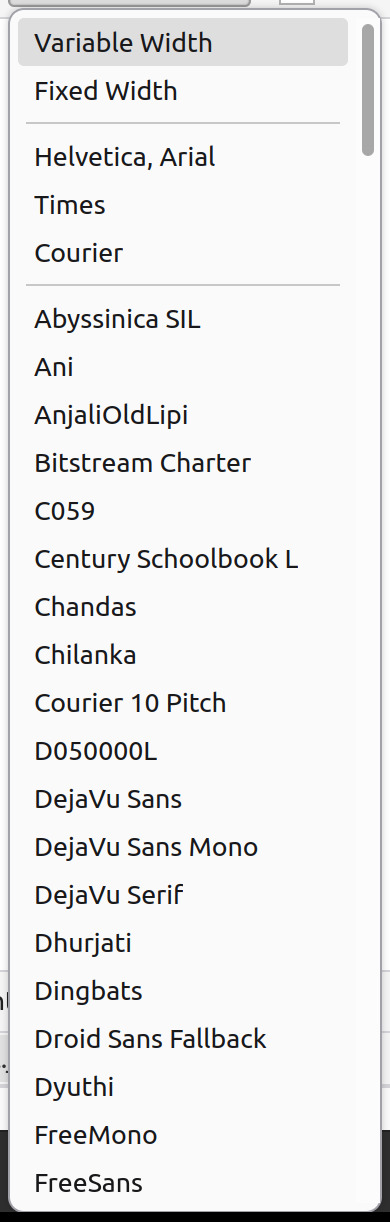 Variable Width
Fixed Width
Helvetica, Arial
Times
Courier
Abyssinica SIL
Ani
AnjaliOldLipi
Bitstream Charter
C059
Century Schoolbook L
Chandas
Chilanka
Courier 10 Pitch
D050000L
DejaVu Sans
DejaVu Sans Mono
DejaVu Serif
Dhurjati
Dingbats
Droid Sans Fallback
Dyuthi
FreeMono
FreeSans